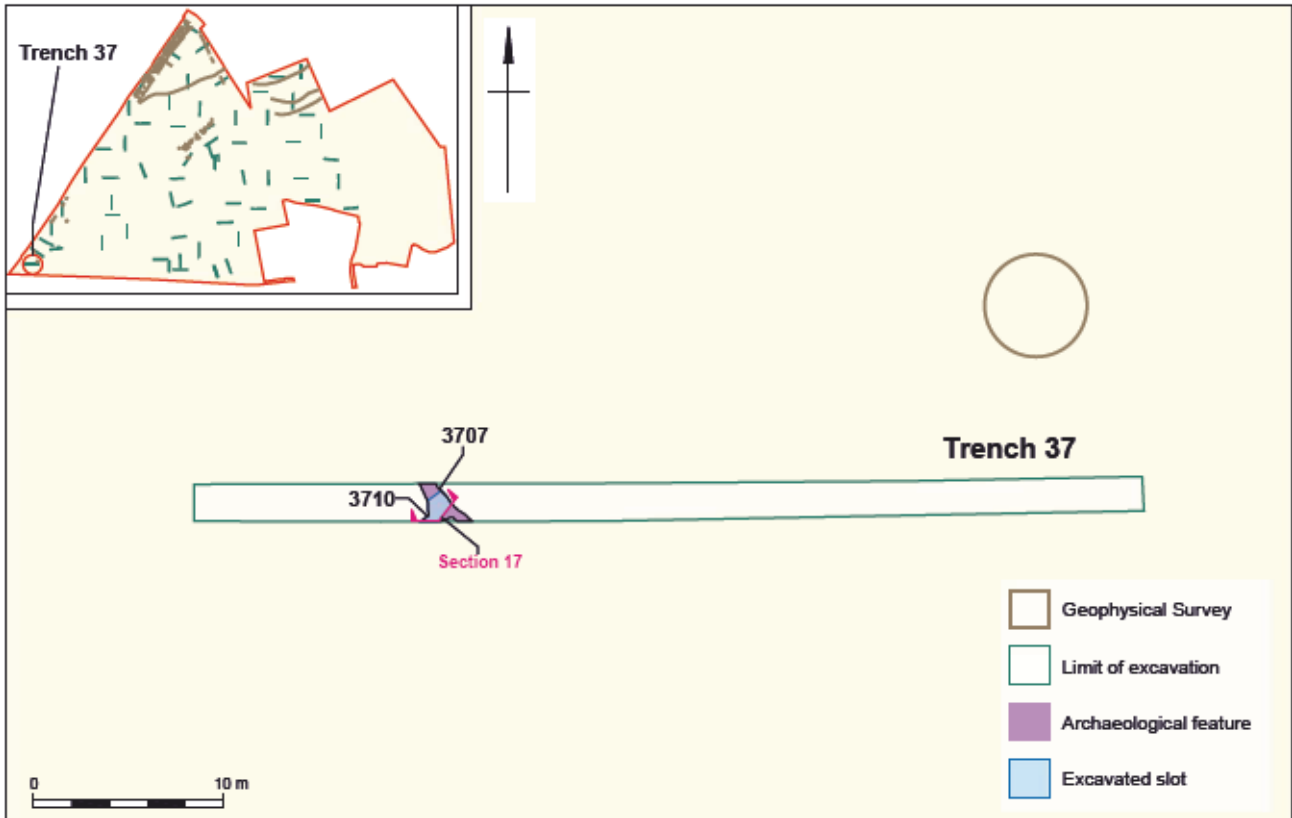 Trench 37
3707
Trench 37
3710
Section 17
Geophysical Survey
Limit of excavation
Archaeological feature
Excavated slot
0 10 m